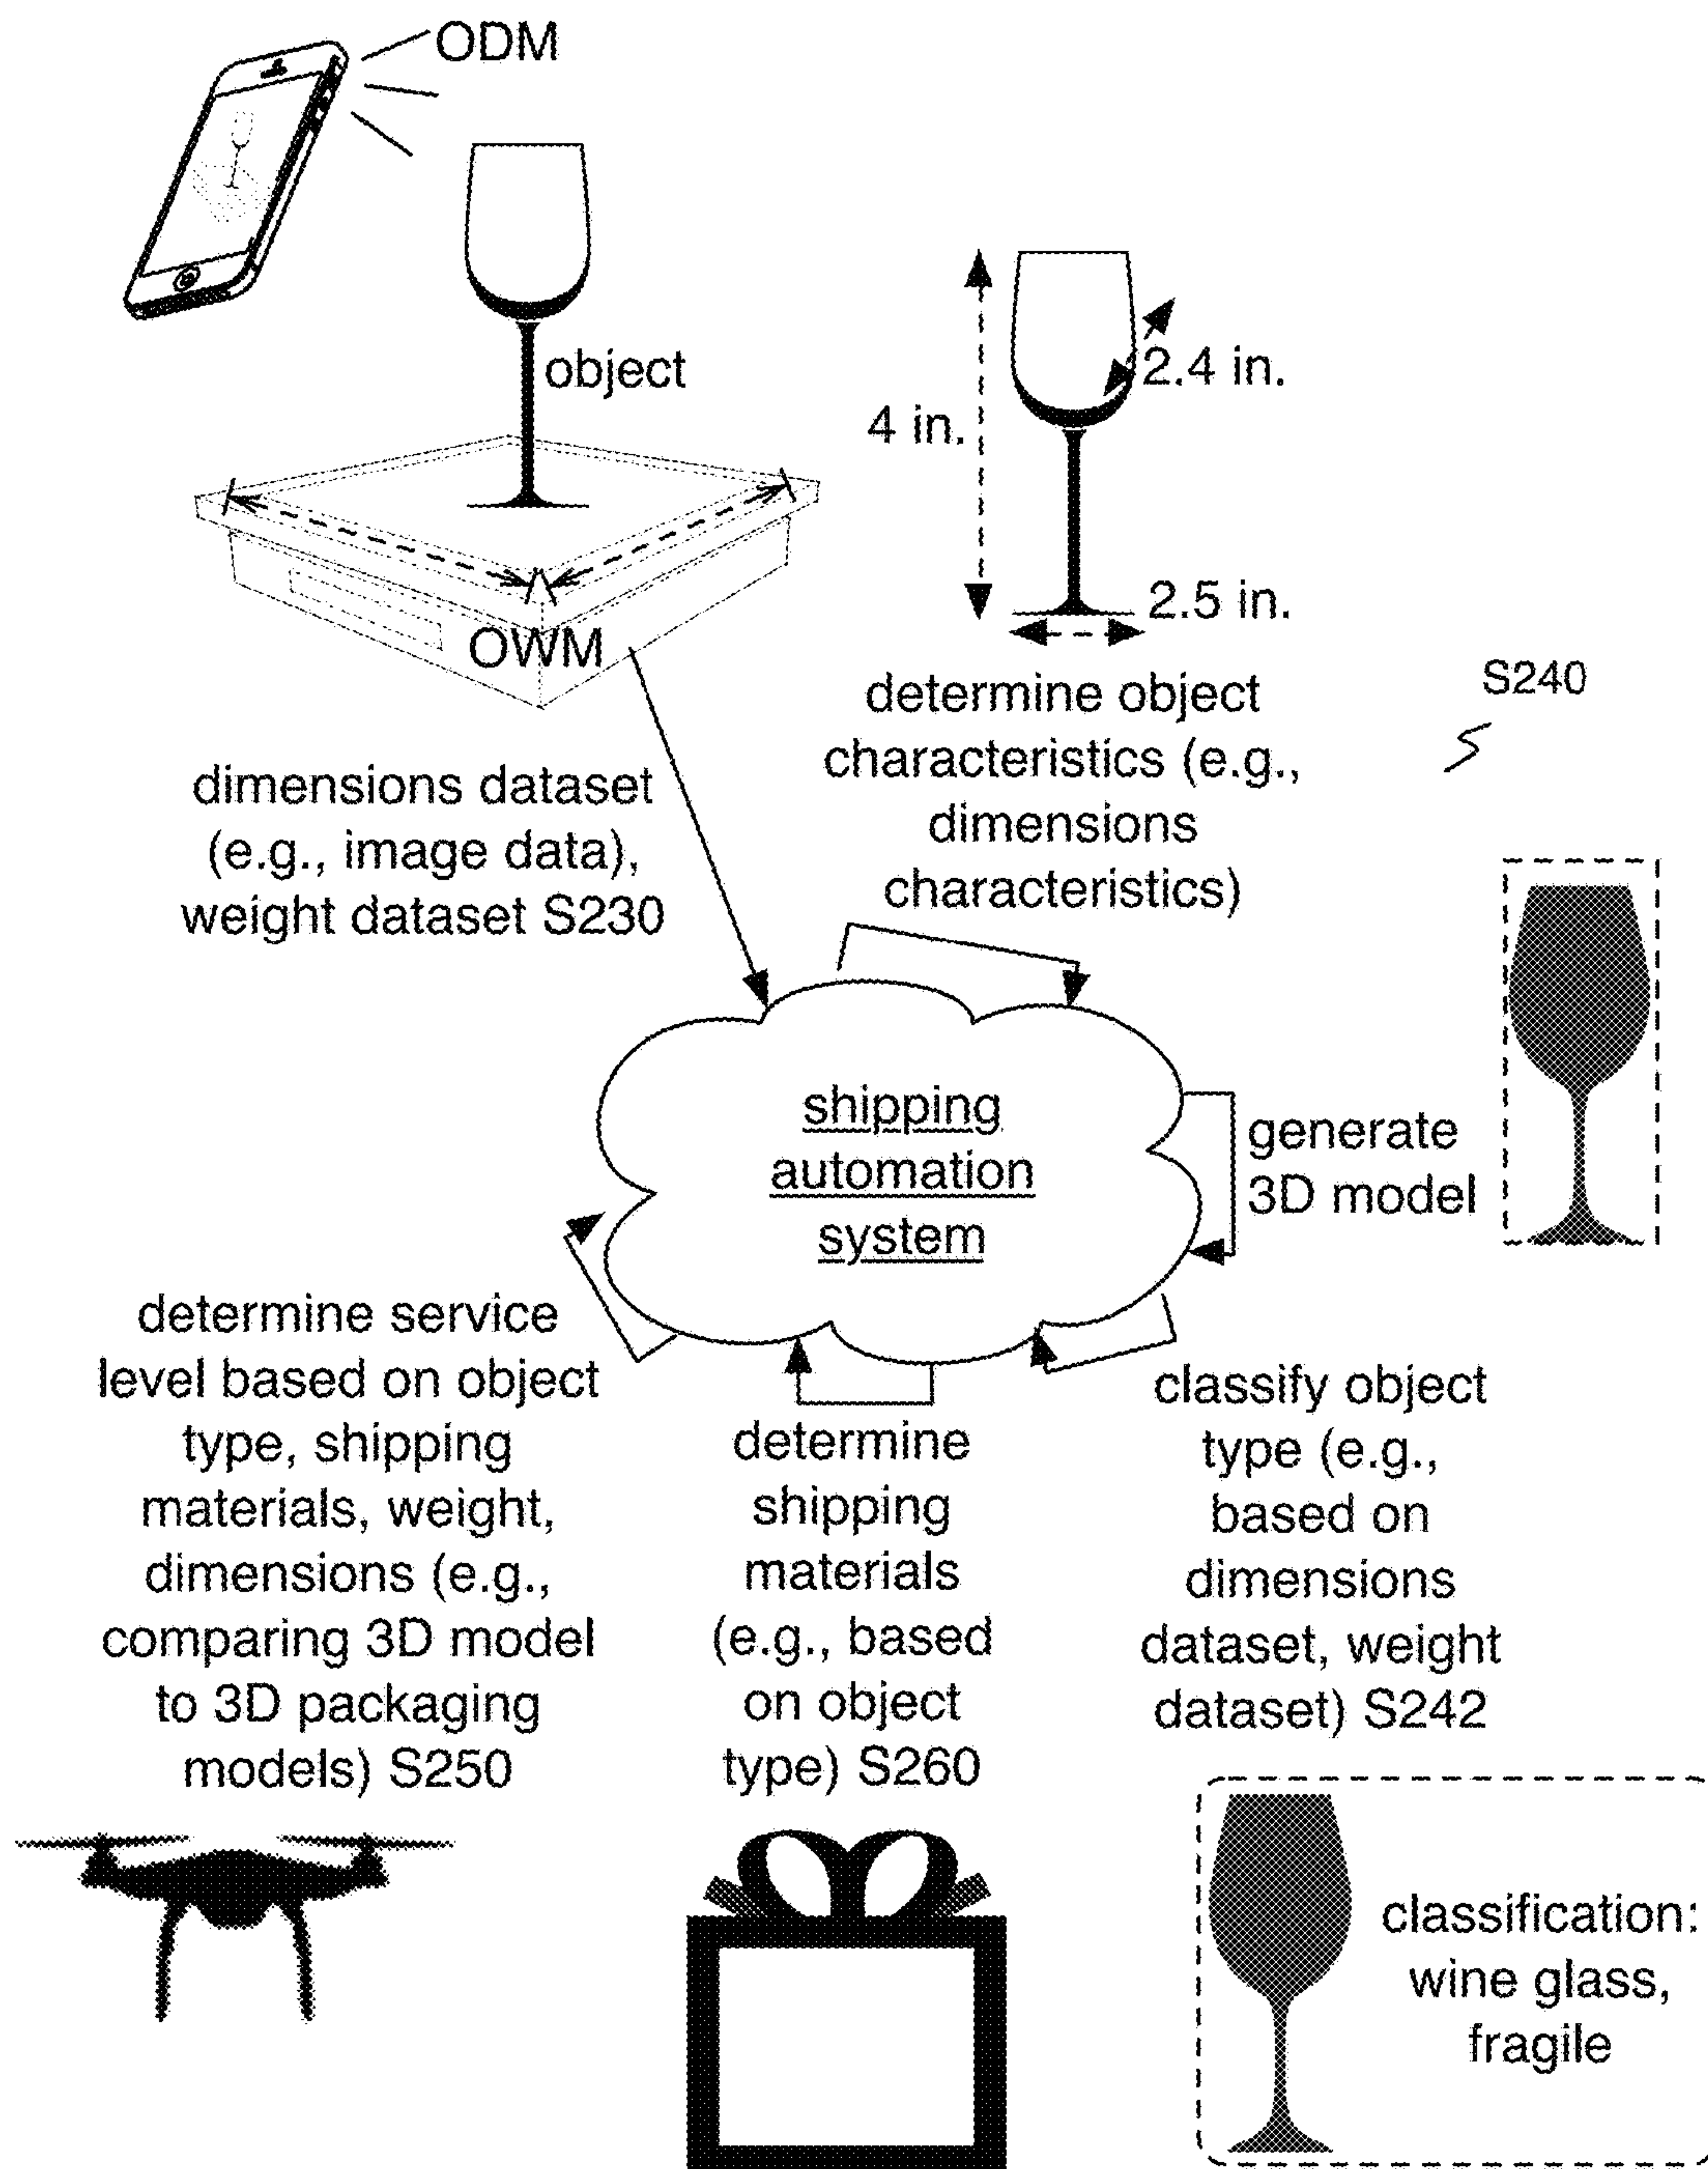 ODM
object
OWM
4 in.
2.4 in.
2.5 in.
determine object
characteristics (e.g.,
dimensions
characteristics)
S240
dimensions dataset
(e.g., image data),
weight dataset S230
shipping
automation
system
generate
3D model
determine service
level based on object
type, shipping
materials, weight,
dimensions (e.g.,
comparing 3D model
to 3D packaging
models) S250
determine
shipping
materials
(e.g., based
on object
type) S260
classify object
type (e.g.,
based on
dimensions
dataset, weight
dataset) S242
classification:
wine glass,
fragile